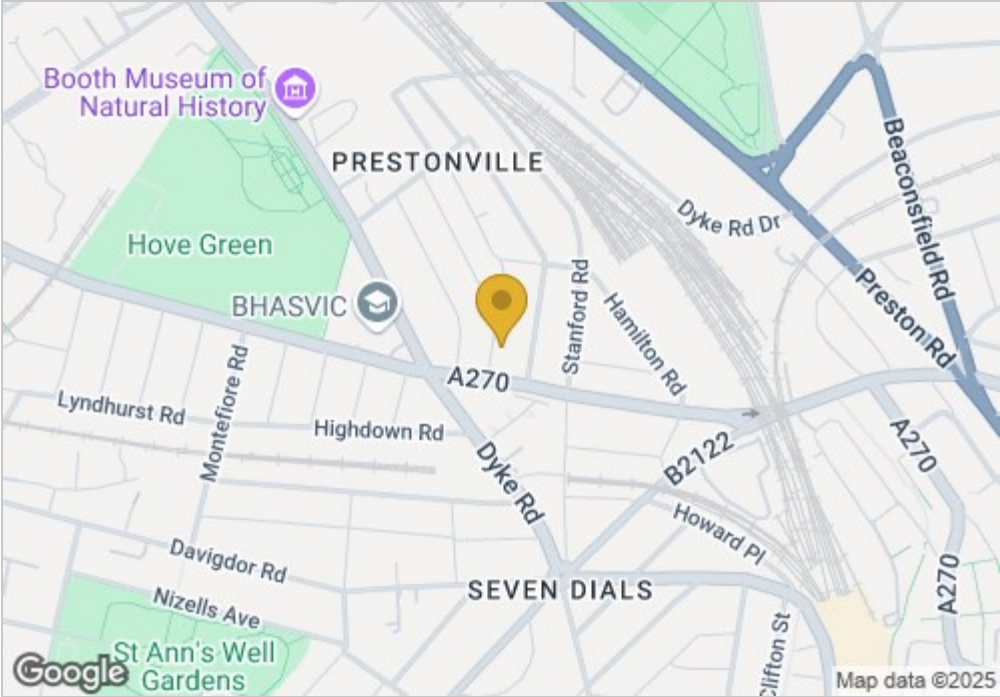 Booth Museum of
Natural History
PRESTONVILLE
Beaconsfield Rd
Dyke Rd Dr
Hove Green
BHASVIC
Stanford Rd
Hamilton Rd
Preston Rd
A270
Montefiore Rd
Lyndhurst Rd
Highdown Rd
Dyke Rd
B2122
A270
Howard Pl
Davigdor Rd
SEVEN DIALS
A270
Nizells Ave
Clifton St
St Ann's Well
Gardens
Google
Map data ©2025